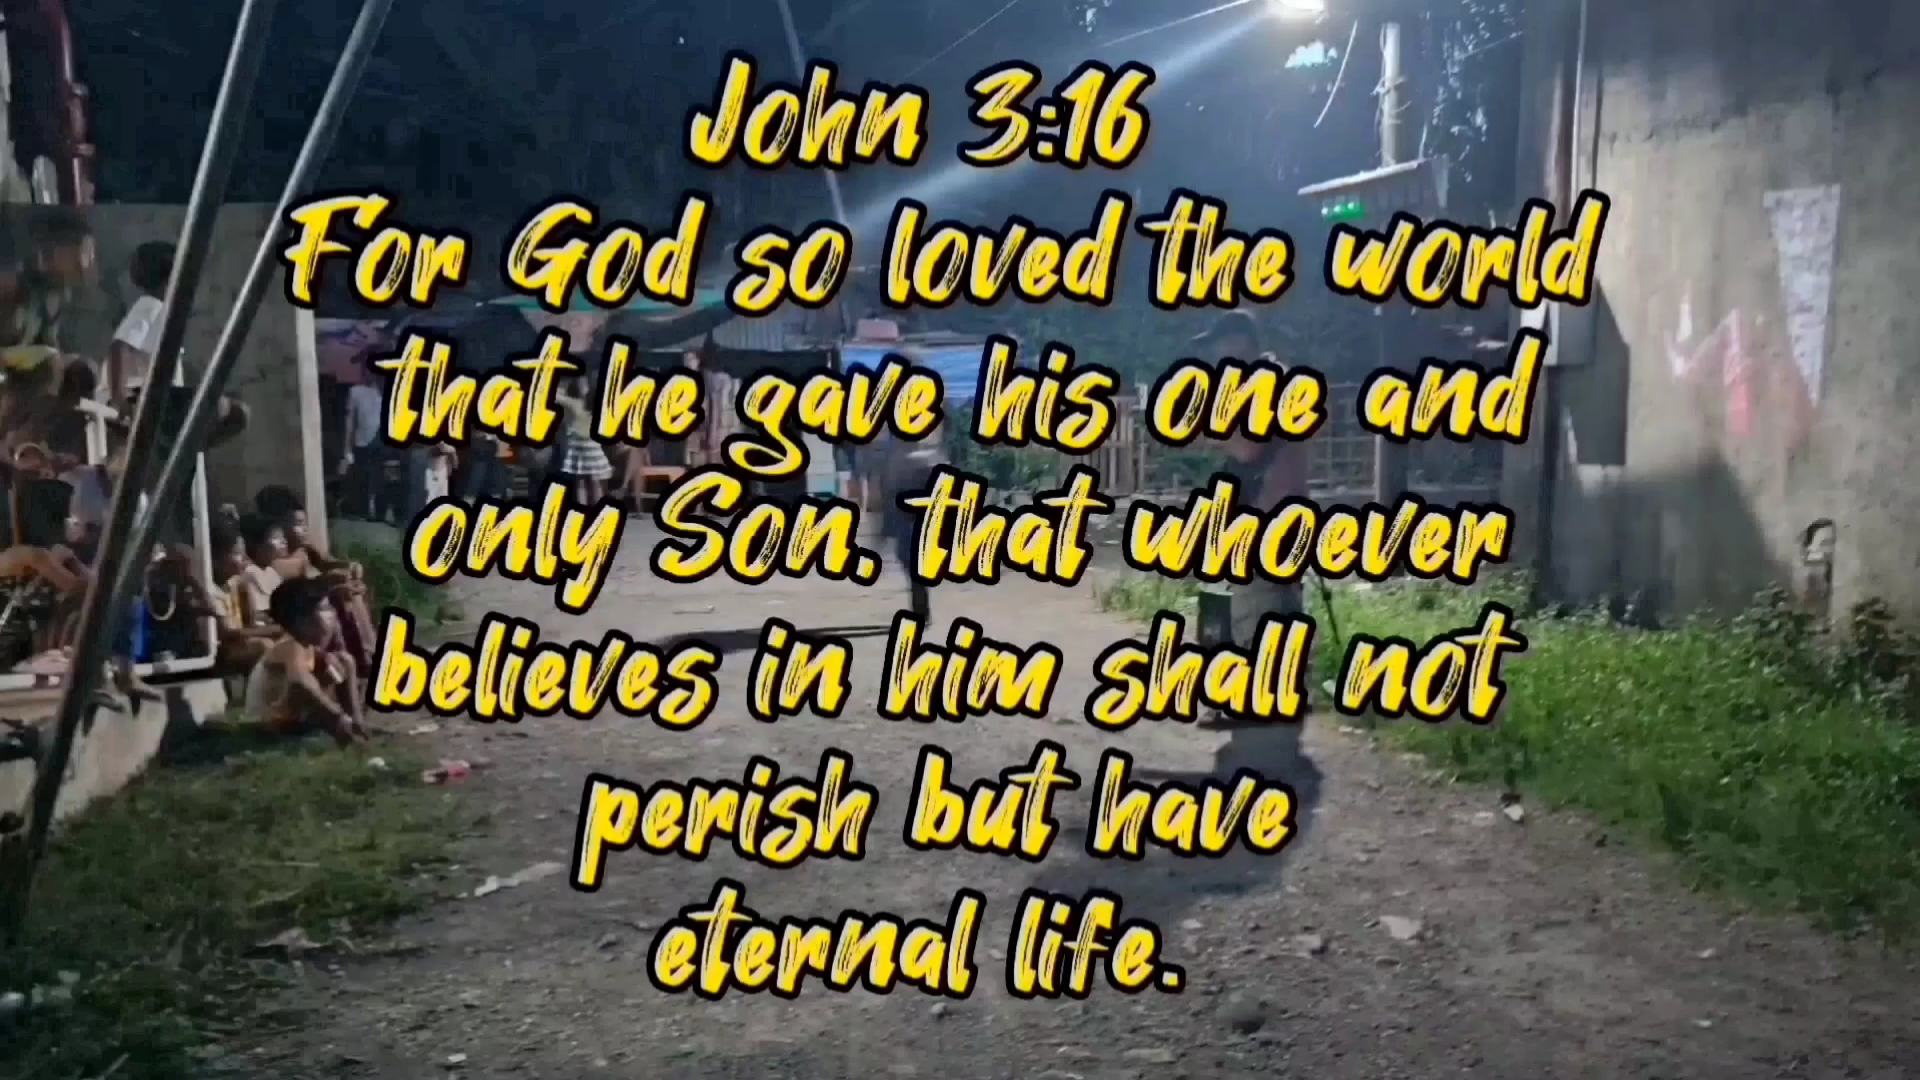 John 3:16
For God so loved the world
that he gave his one and
only Son, that whoever
believes in him shall not
perish but have
eternal life.